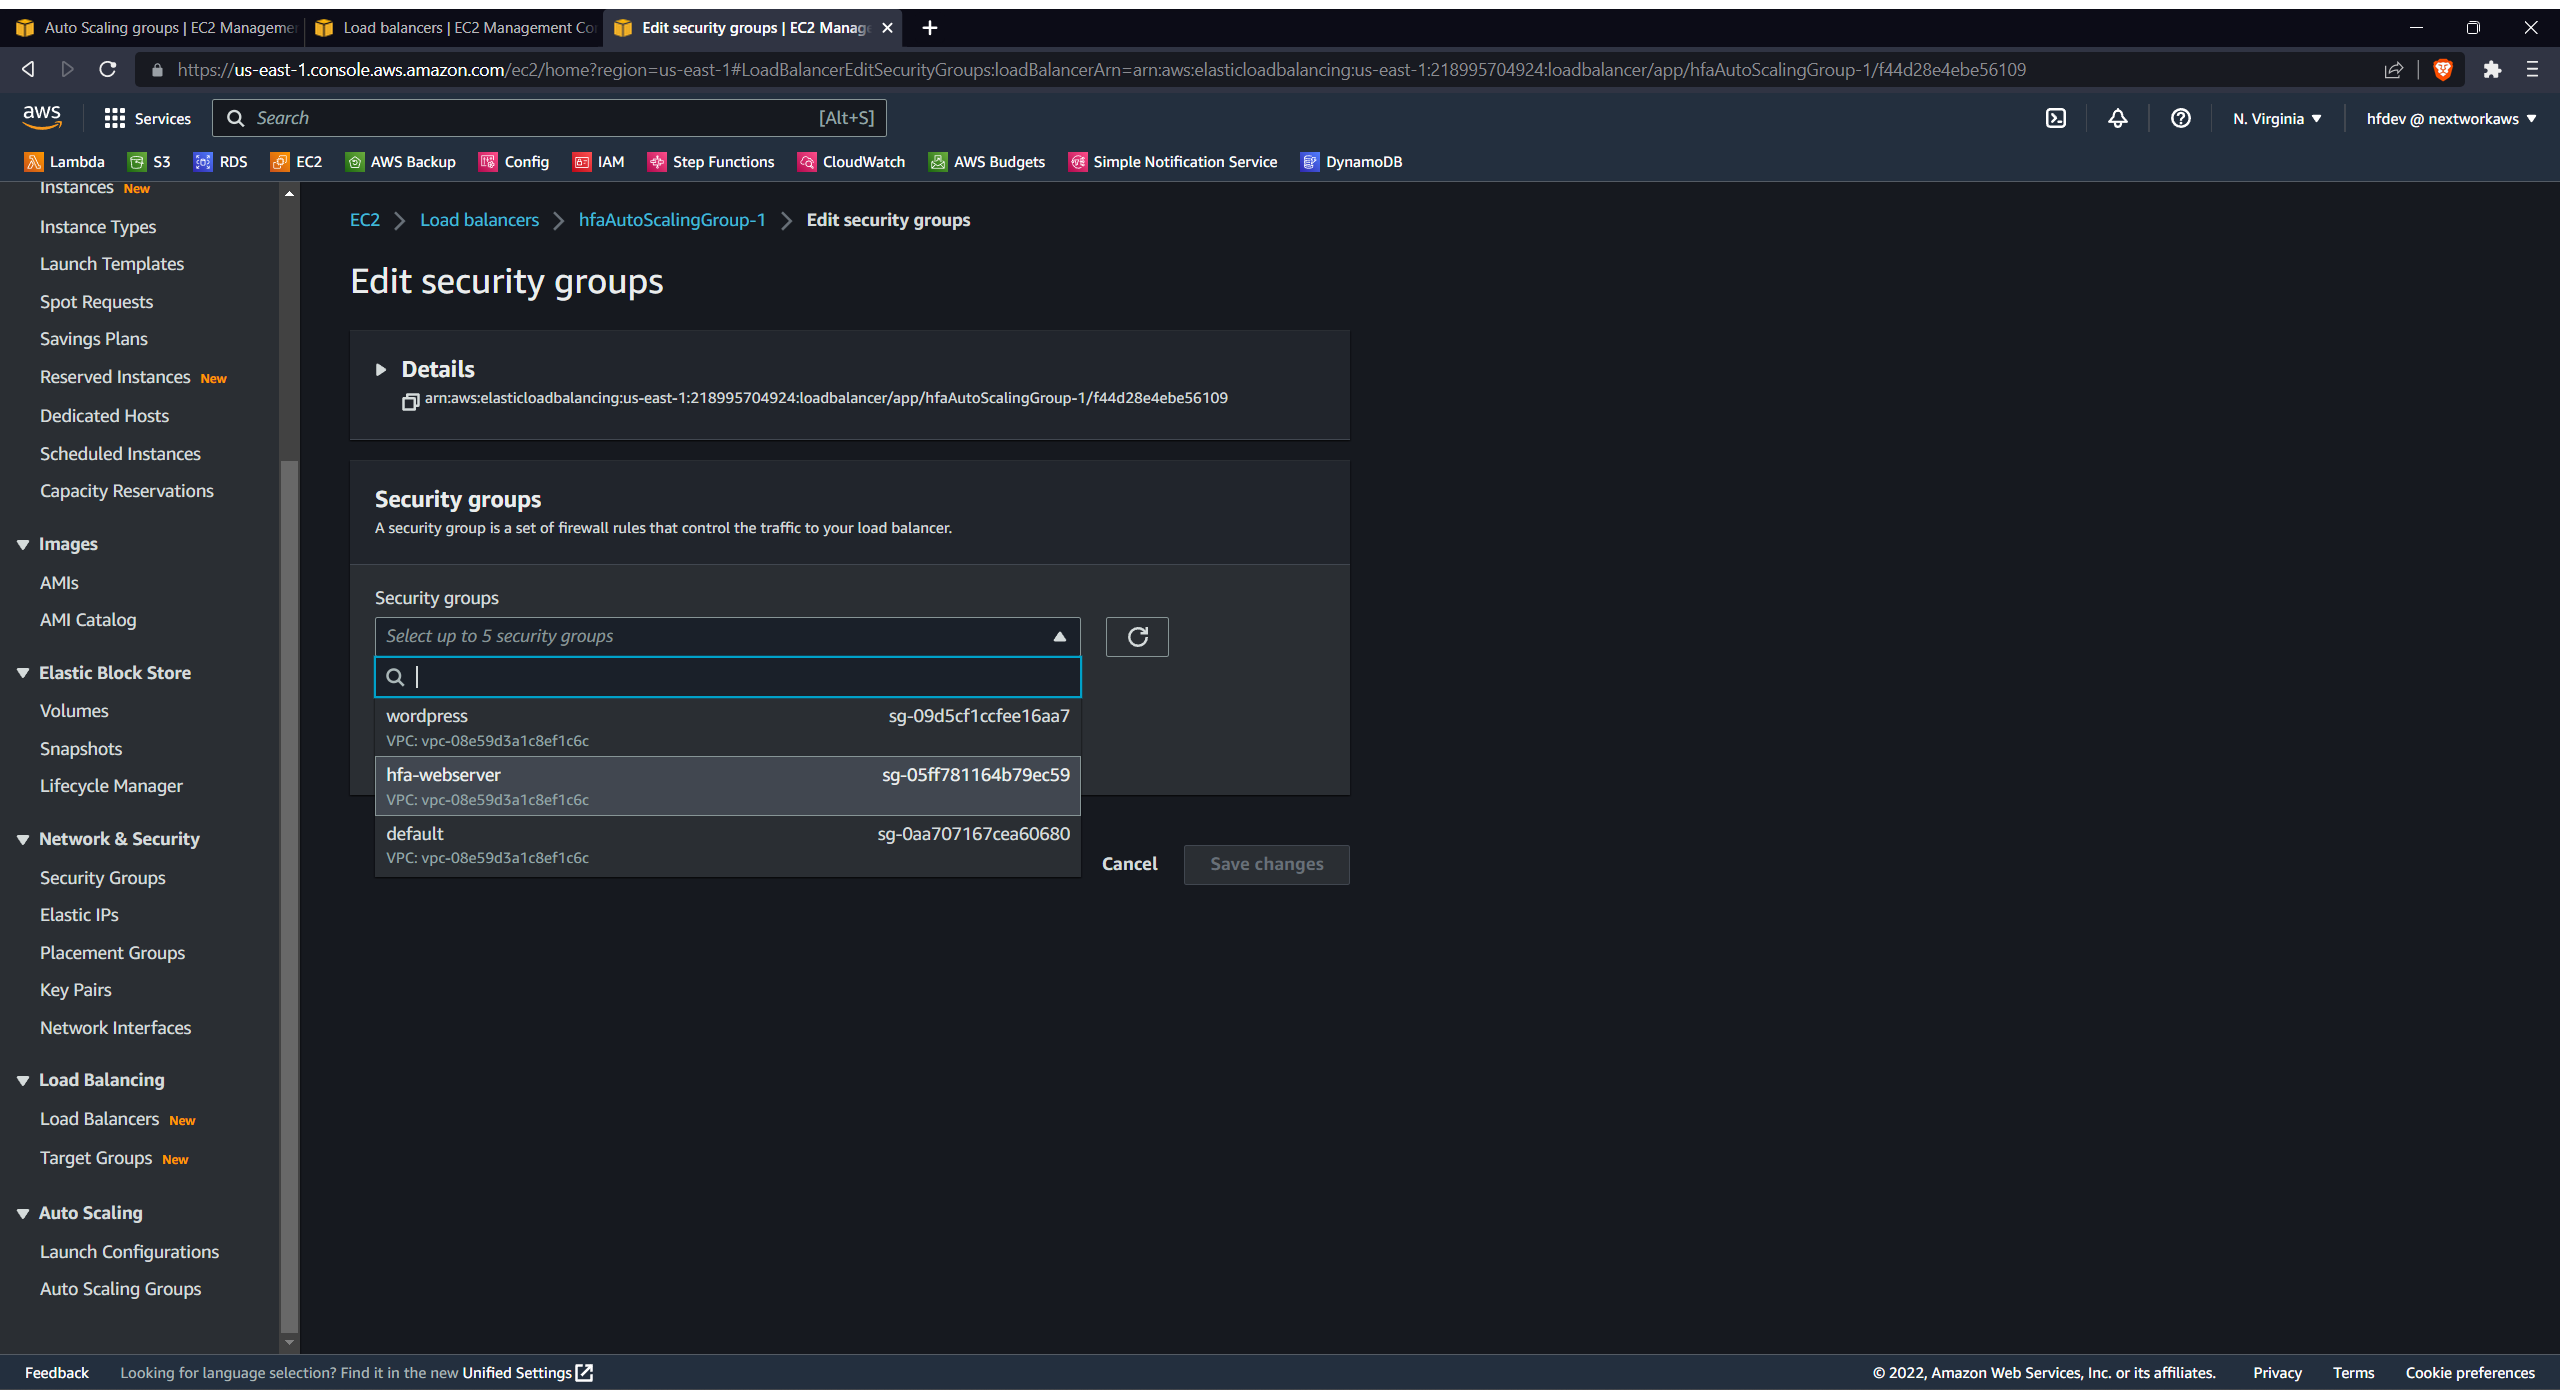 Auto Scaling groups | EC2 Manageme
Load balancers | EC2 Management Co
Edit security groups | EC2 Manag
https://us-east-1.console.aws.amazon.com/ec2/home?region=us-east-1#LoadBalancerEditSecurityGroups:loadBalancerArn=arn:aws:elasticloadbalancing:us-east-1:218995704924:loadbalancer/app/hfaAutoScalingGroup-1/f44d28e4ebe56109
aws Services Search [Alt+S] N. Virginia hfdev @ nextworkaws
Lambda S3 RDS EC2 AWS Backup Config IAM Step Functions CloudWatch AWS Budgets Simple Notification Service DynamoDB
Instances New
Instance Types
Launch Templates
Spot Requests
Savings Plans
Reserved Instances New
Dedicated Hosts
Scheduled Instances
Capacity Reservations
Images
AMIs
AMI Catalog
Elastic Block Store
Volumes
Snapshots
Lifecycle Manager
Network & Security
Security Groups
Elastic IPs
Placement Groups
Key Pairs
Network Interfaces
Load Balancing
Load Balancers New
Target Groups New
Auto Scaling
Launch Configurations
Auto Scaling Groups
EC2 Load balancers hfaAutoScalingGroup-1 Edit security groups
Edit security groups
Details
arn:aws:elasticloadbalancing:us-east-1:218995704924:loadbalancer/app/hfaAutoScalingGroup-1/f44d28e4ebe56109
Security groups
A security group is a set of firewall rules that control the traffic to your load balancer.
Security groups
Select up to 5 security groups
wordpress sg-09d5cf1ccfee16aa7
VPC: vpc-08e59d3a1c8ef1c6c
hfa-webserver sg-05ff781164b79ec59
VPC: vpc-08e59d3a1c8ef1c6c
default sg-0aa707167cea60680
VPC: vpc-08e59d3a1c8ef1c6c
Cancel Save changes
Feedback Looking for language selection? Find it in the new Unified Settings
© 2022, Amazon Web Services, Inc. or its affiliates. Privacy Terms Cookie preferences